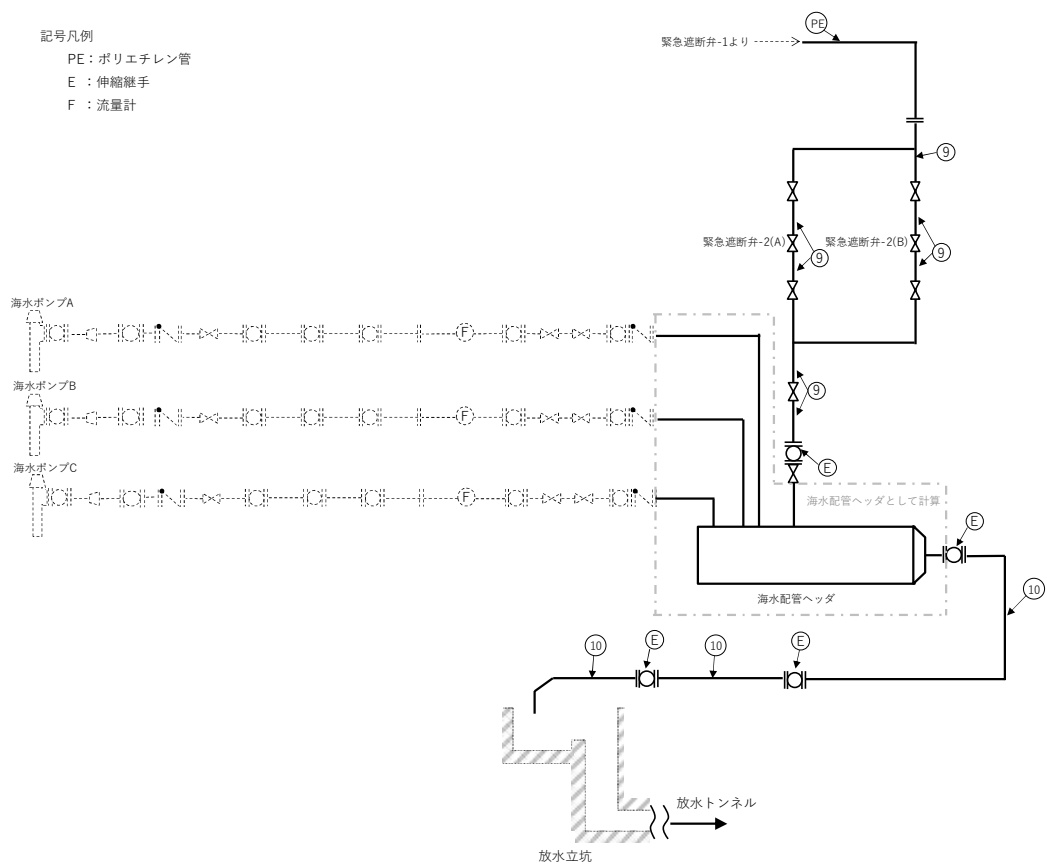 記号凡例
PE：ポリエチレン管
E ：伸縮継手
F ：流量計
PE
緊急遮断弁-1より
9
緊急遮断弁-2(A)
緊急遮断弁-2(B)
9
9
海水ポンプA
F
海水ポンプB
9
F
海水ポンプC
E
F
海水配管ヘッダとして計算
E
海水配管ヘッダ
10
10
E
10
E
放水トンネル
放水立坑